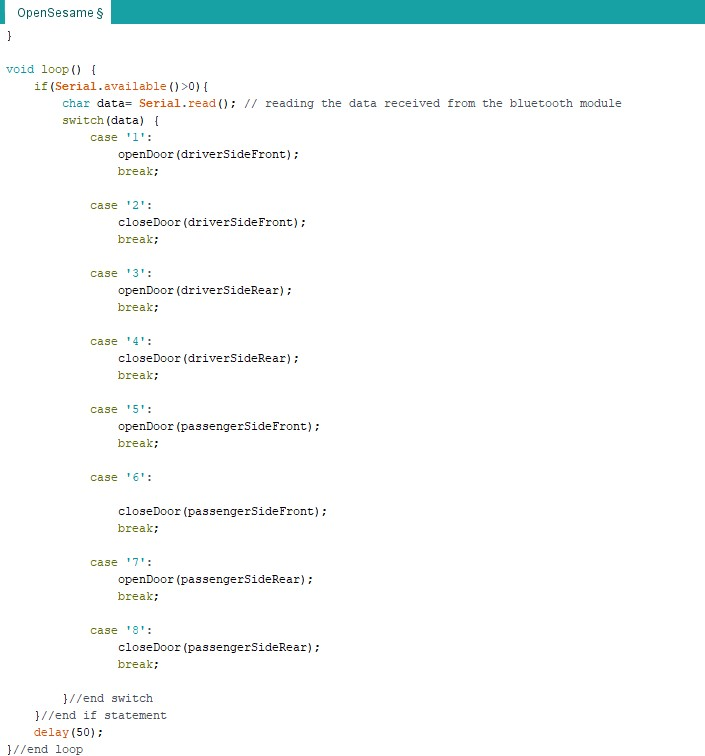 OpenSesame §
}
void loop() {
    if(Serial.available()>0){
        char data= Serial.read(); // reading the data received from the bluetooth module
        switch(data) {
            case '1':
                openDoor(driverSideFront);
                break;
            case '2':
                closeDoor(driverSideFront);
                break;
            case '3':
                openDoor(driverSideRear);
                break;
            case '4':
                closeDoor(driverSideRear);
                break;
            case '5':
                openDoor(passengerSideFront);
                break;
            case '6':
                closeDoor(passengerSideFront);
                break;
            case '7':
                openDoor(passengerSideRear);
                break;
            case '8':
                closeDoor(passengerSideRear);
                break;
        }//end switch
    }//end if statement
    delay(50);
}//end loop